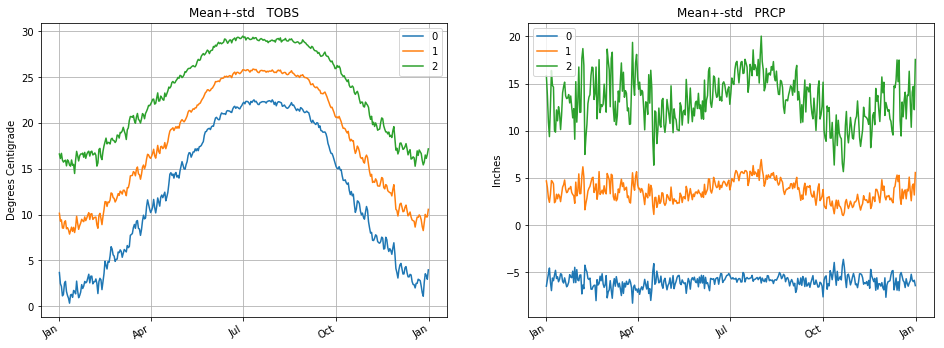 Mean+-std TOBS
Degrees Centigrade
30
25
20
15
10
5
0
Jan
Apr
Jul
Oct
Jan
0
1
2
Mean+-std PRCP
Inches
20
15
10
5
0
−5
Jan
Apr
Jul
Oct
Jan
0
1
2